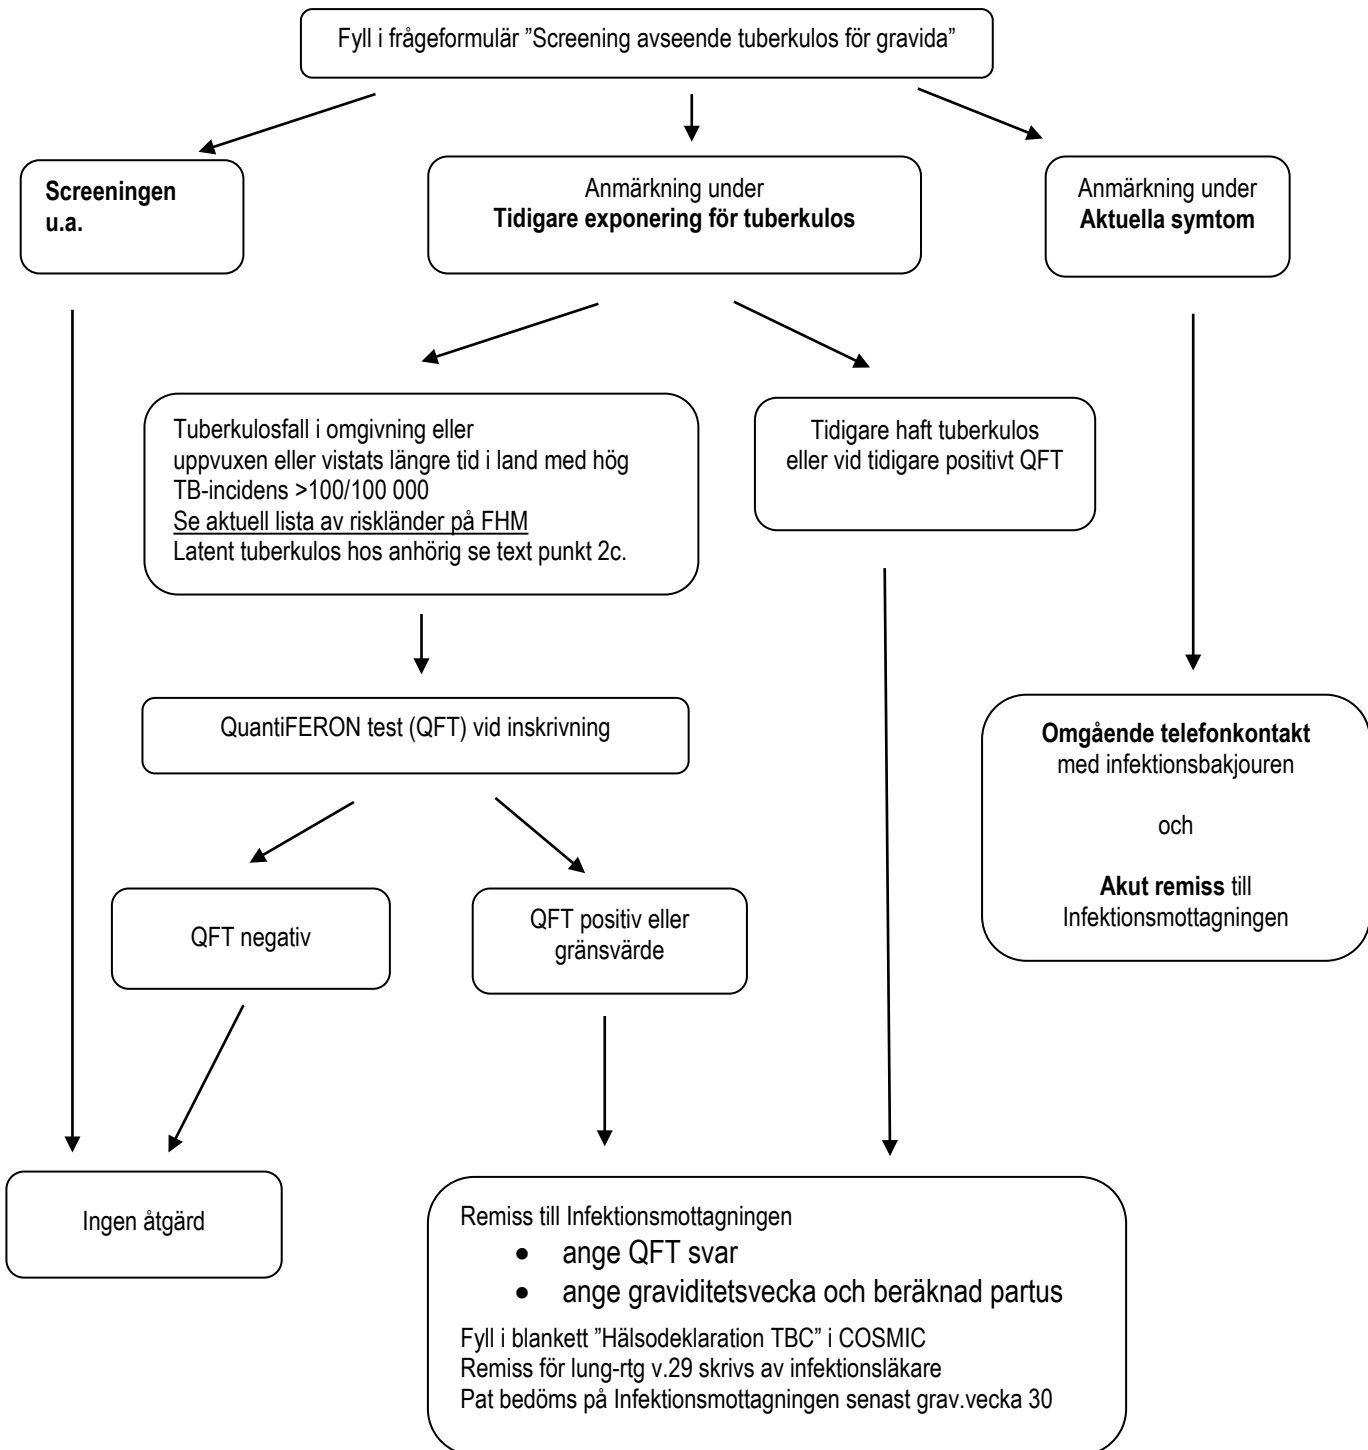 Fyll i frågeformulär ”Screening avseende tuberkulos för gravida”
Screeningen
u.a.
Anmärkning under
Tidigare exponering för tuberkulos
Anmärkning under
Aktuella symtom
Tuberkulosfall i omgivning eller
uppvuxen eller vistats längre tid i land med hög
TB-incidens >100/100 000
Se aktuell lista av riskländer på FHM
Latent tuberkulos hos anhörig se text punkt 2c.
Tidigare haft tuberkulos
eller vid tidigare positivt QFT
QuantiFERON test (QFT) vid inskrivning
Omgående telefonkontakt
med infektionsbakjouren
och
Akut remiss till
Infektionsmottagningen
QFT negativ
QFT positiv eller
gränsvärde
Ingen åtgärd
Remiss till Infektionsmottagningen
• ange QFT svar
• ange graviditetsvecka och beräknad partus
Fyll i blankett ”Hälsodeklaration TBC” i COSMIC
Remiss för lung-rtg v.29 skrivs av infektionsläkare
Pat bedöms på Infektionsmottagningen senast grav.vecka 30